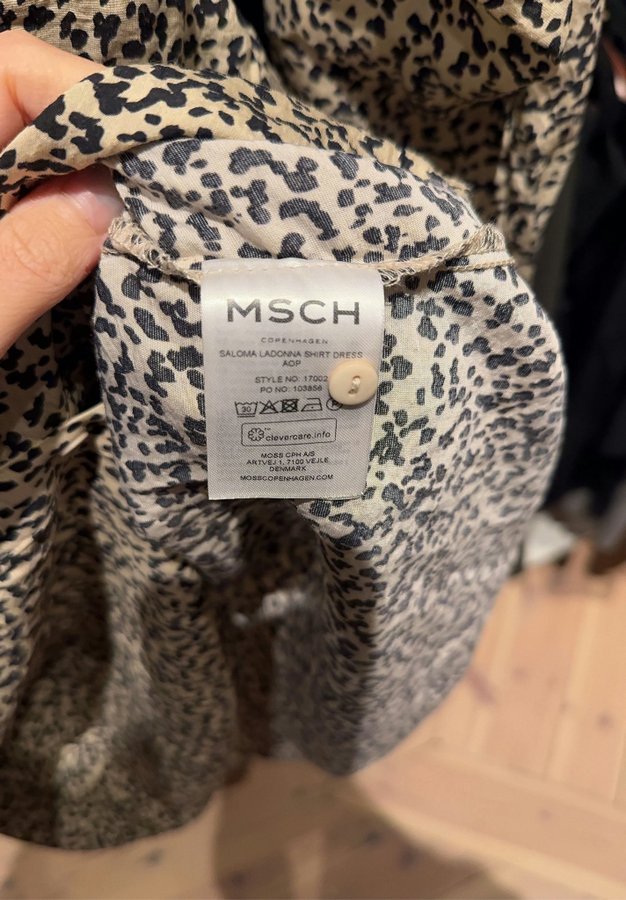 MSCH
COPENHAGEN
SALOMA LADONNA SHIRT DRESS
AOP
STYLE NO: 17002
PO NO: 103856
30
clevercare.info
MOSS CPH A/S
ARTVEJ 1, 7100 VEJLE
DENMARK
MOSSCOPENHAGEN.COM